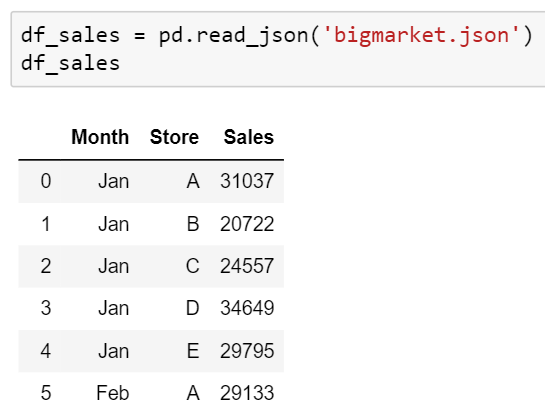 df_sales = pd.read_json('bigmarket.json')
df_sales
Month Store Sales
0 Jan A 31037
1 Jan B 20722
2 Jan C 24557
3 Jan D 34649
4 Jan E 29795
5 Feb A 29133